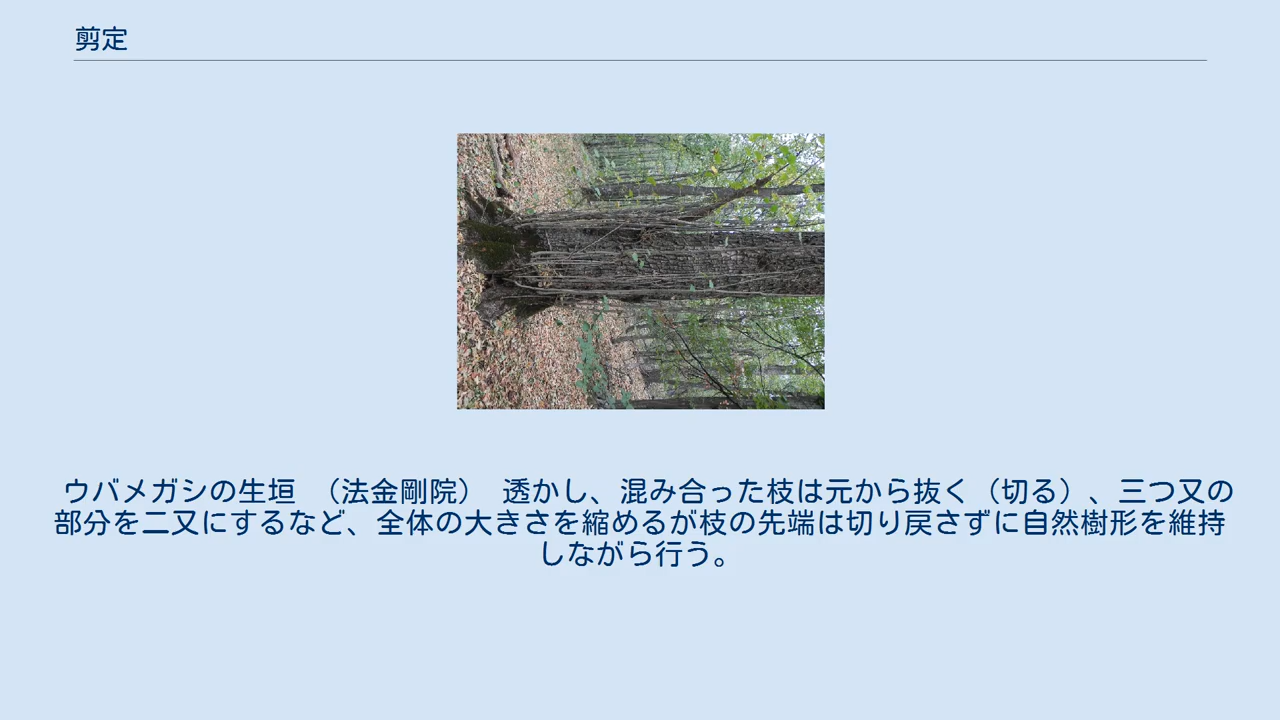 剪定
ウバメガシの生垣 （法金剛院） 透かし、混み合った枝は元から抜く（切る）、三つ又の
部分を二又にするなど、全体の大きさを縮めるが枝の先端は切り戻さずに自然樹形を維持
しながら行う。